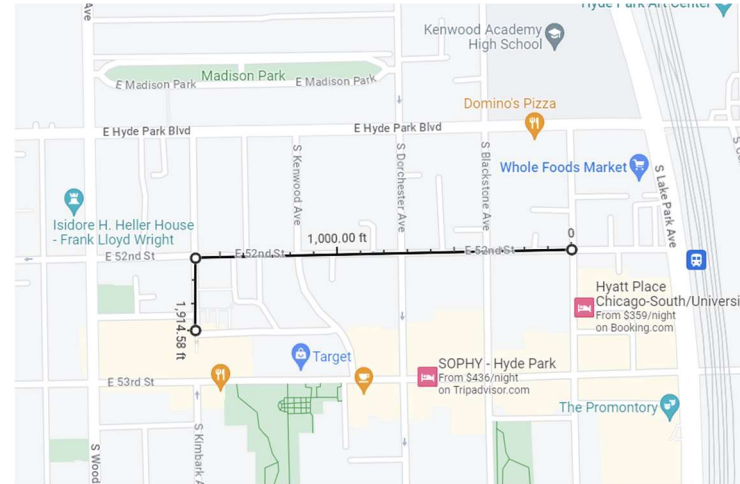 Hyde Park Art Center
Ave
Kenwood Academy
High School
Madison Park
E Madison Park
E Madison Park
Domino's Pizza
E Hyde Park Blvd
E Hyde Park Blvd
S Kenwood Ave
S Dorchester Ave
S Blackstone Ave
Whole Foods Market
S Lake Park Ave
Isidore H. Heller House
- Frank Lloyd Wright
0
1,000.00 ft
E 52nd St
E 52nd St
E 52nd St
Hyatt Place
Chicago-South/Universi
From $359/night
on Booking.com
1,914.58 ft
Target
SOPHY - Hyde Park
From $436/night
on Tripadvisor.com
E 53rd St
The Promontory
S Kimbark A
S Wood